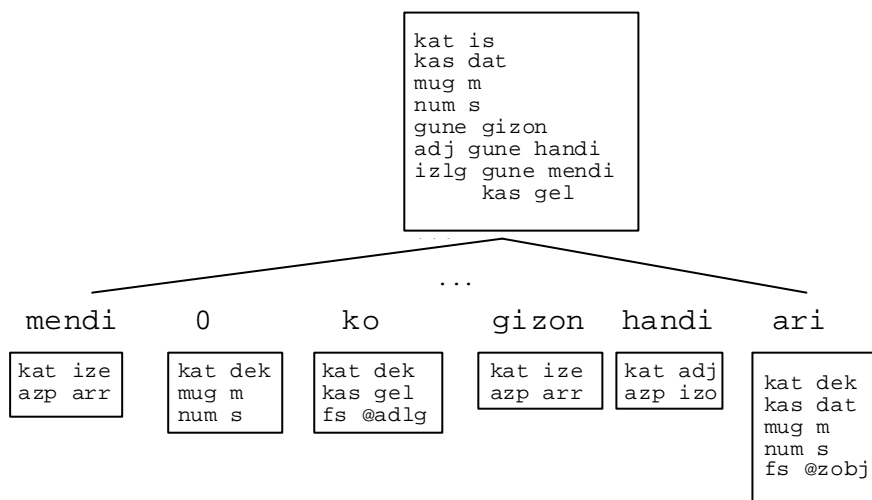 kat is
kas dat
mug m
num s
gune gizon
adj gune handi
izlg gune mendi
kas gel
...
mendi 0 ko gizon handi ari
kat ize
azp arr
kat dek
mug m
num s
kat dek
kas gel
fs @adlg
kat ize
azp arr
kat adj
azp izo
kat dek
kas dat
mug m
num s
fs @zobj